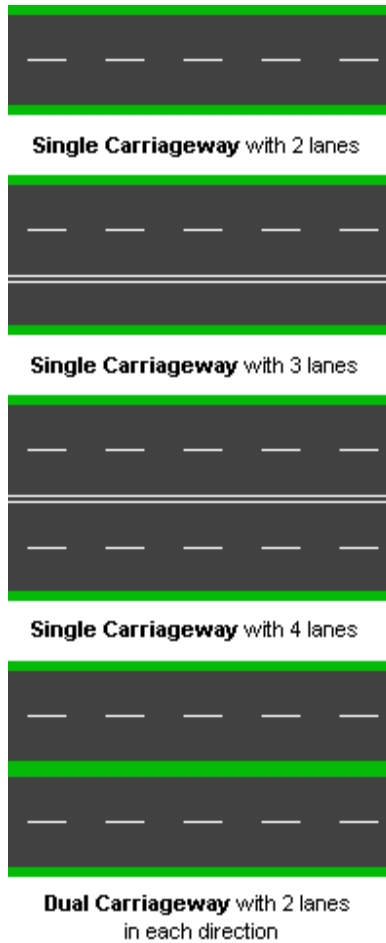 Single Carriageway with 2 lanes
Single Carriageway with 3 lanes
Single Carriageway with 4 lanes
Dual Carriageway with 2 lanes
in each direction